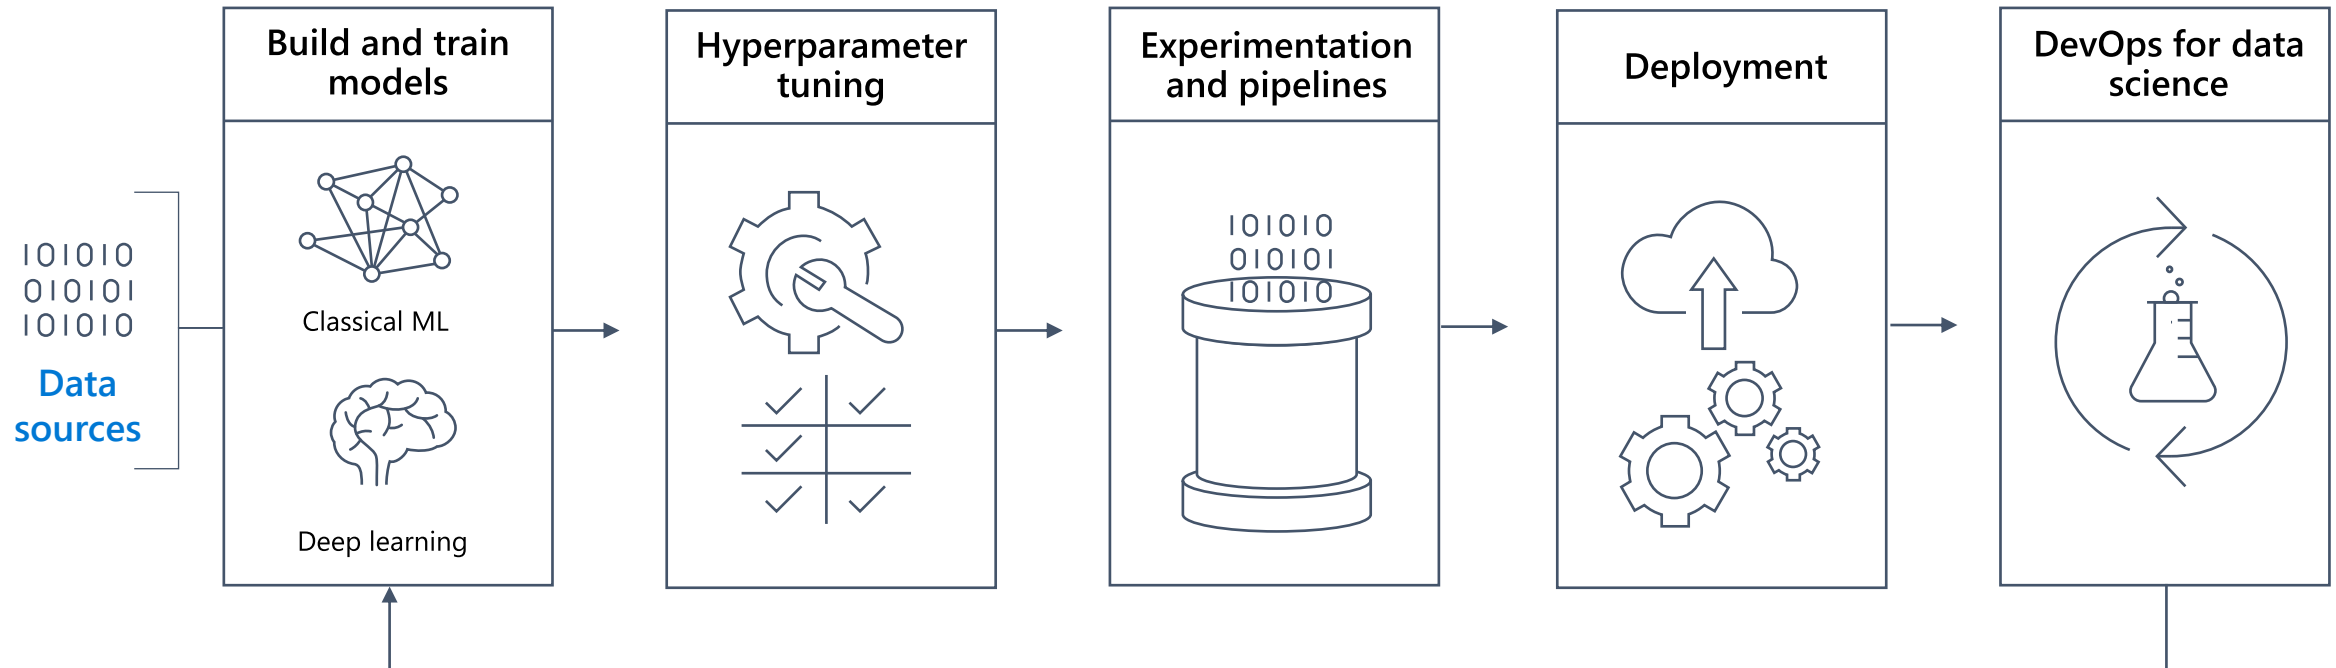 Build and train
models
Hyperparameter
tuning
Experimentation
and pipelines
Deployment
DevOps for data
science
101010
010101
101010
Data
sources
Classical ML
Deep learning
101010
010101
101010